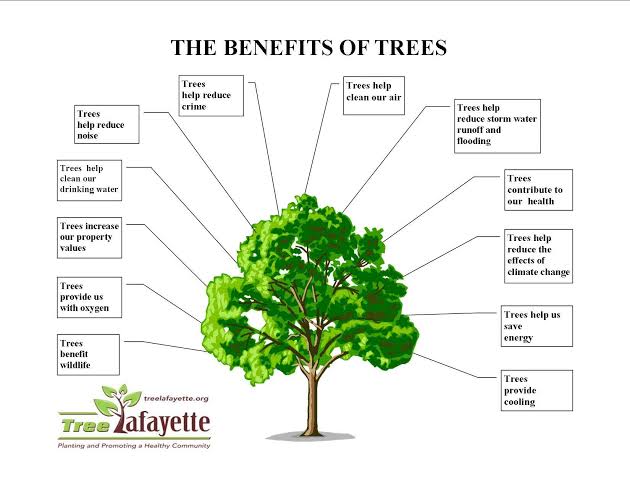 THE BENEFITS OF TREES
Trees
help reduce
crime
Trees help
clean our air
Trees
help reduce
noise
Trees help
reduce storm water
runoff and
flooding
Trees help
clean our
drinking water
Trees
contribute to
our health
Trees increase
our property
values
Trees help
reduce the
effects of
climate change
Trees
provide us
with oxygen
Trees help us
save
energy
Trees
benefit
wildlife
Trees
provide
cooling
treelafayette.org
Tree Lafayette
Planting and Promoting a Healthy Community